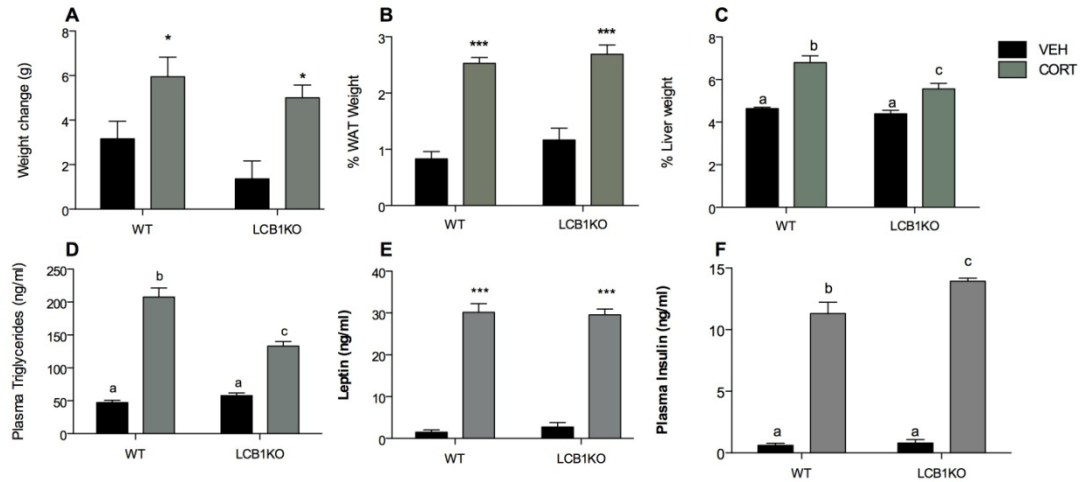 A
Weight change (g)
8
6
4
2
0
*
*
WT
LCB1KO
B
% WAT Weight
3%
2%
1%
0
***
***
WT
LCB1KO
C
% Liver weight
8%
6%
4%
2%
0
a
b
a
c
WT
LCB1KO
VEH
CORT
D
Plasma Triglycerides (ng/ml)
250
200
150
100
50
0
a
b
a
c
WT
LCB1KO
E
Leptin (ng/ml)
40
30
20
10
0
***
***
WT
LCB1KO
F
Plasma Insulin (ng/ml)
15
10
5
0
a
b
a
c
WT
LCB1KO